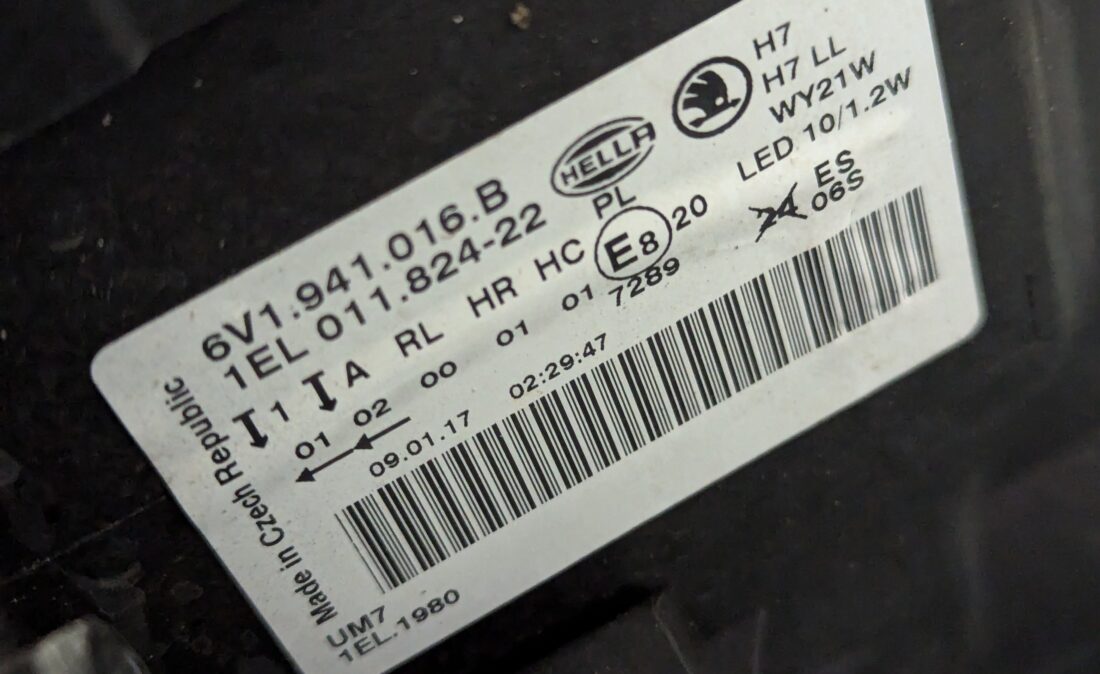 6V1.941.016.B
1EL 011.824-22
HELLA
H7
H7 LL
WY21W
LED 10/1.2W
ES
06S
1 A RL HR HC PL
E8 20
01 02 00 01 01 7289
09.01.17 02:29:47
Made in Czech Republic
UM7
1EL.1980